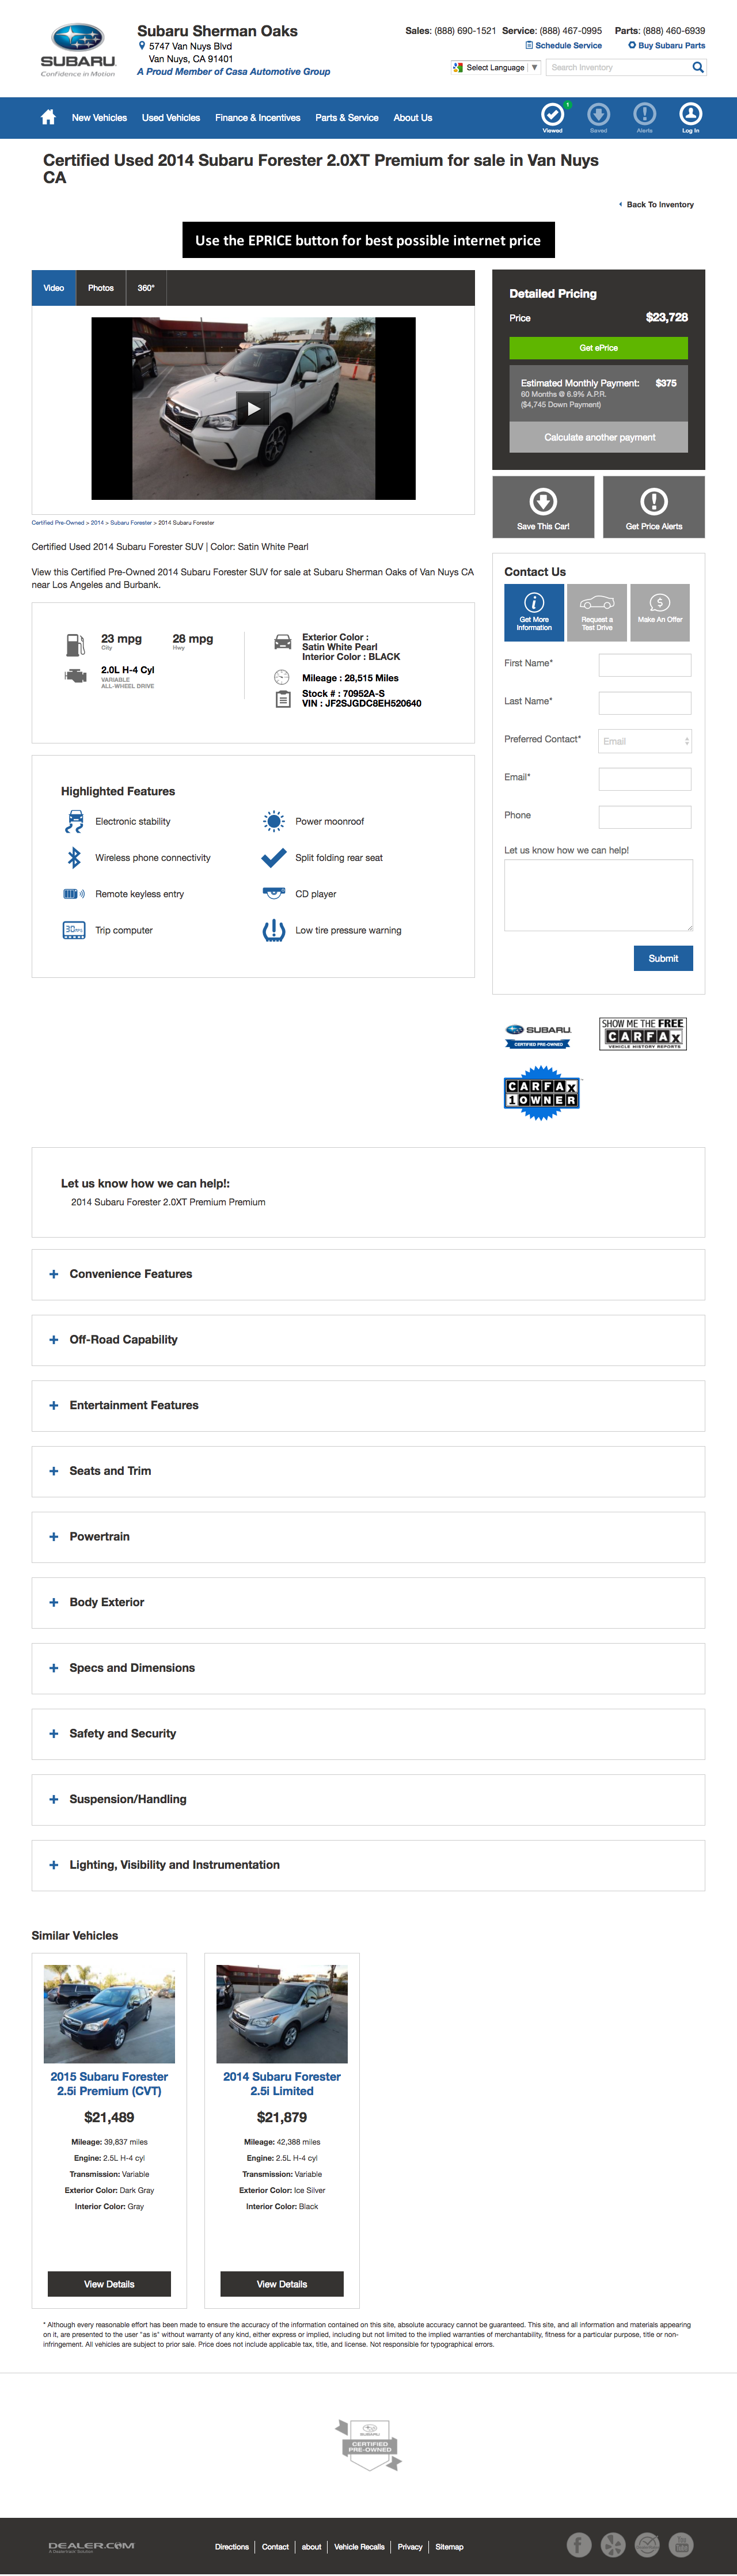 SUBARU
Confidence in Motion
Subaru Sherman Oaks
5747 Van Nuys Blvd
Van Nuys, CA 91401
A Proud Member of Casa Automotive Group
Sales: (888) 690-1521 Service: (888) 467-0995 Parts: (888) 460-6939
Schedule Service Buy Subaru Parts
Select Language ▼ Search Inventory
New Vehicles Used Vehicles Finance & Incentives Parts & Service About Us
1
Viewed Saved Alerts Log In
Certified Used 2014 Subaru Forester 2.0XT Premium for sale in Van Nuys
CA
Back To Inventory
Use the EPRICE button for best possible internet price
Video Photos 360°
Detailed Pricing
Price $23,728
Get ePrice
Estimated Monthly Payment: $375
60 Months @ 6.9% A.P.R.
($4,745 Down Payment)
Calculate another payment
Save This Car! Get Price Alerts
Certified Pre-Owned > 2014 > Subaru Forester > 2014 Subaru Forester
Certified Used 2014 Subaru Forester SUV | Color: Satin White Pearl
View this Certified Pre-Owned 2014 Subaru Forester SUV for sale at Subaru Sherman Oaks of Van Nuys CA
near Los Angeles and Burbank.
23 mpg
City
28 mpg
Hwy
2.0L H-4 Cyl
VARIABLE
ALL-WHEEL DRIVE
Exterior Color :
Satin White Pearl
Interior Color : BLACK
Mileage : 28,515 Miles
Stock # : 70952A-S
VIN : JF2SJGDC8EH520640
Contact Us
Get More
Information
Request a
Test Drive
Make An Offer
First Name*
Last Name*
Preferred Contact* Email
Email*
Phone
Let us know how we can help!
Submit
Highlighted Features
Electronic stability Power moonroof
Wireless phone connectivity Split folding rear seat
Remote keyless entry CD player
30 MPG Trip computer Low tire pressure warning
SUBARU
CERTIFIED PRE-OWNED
SHOW ME THE FREE
CARFAX
VEHICLE HISTORY REPORTS
CARFAX
1 OWNER
Let us know how we can help!:
2014 Subaru Forester 2.0XT Premium Premium
+ Convenience Features
+ Off-Road Capability
+ Entertainment Features
+ Seats and Trim
+ Powertrain
+ Body Exterior
+ Specs and Dimensions
+ Safety and Security
+ Suspension/Handling
+ Lighting, Visibility and Instrumentation
Similar Vehicles
2015 Subaru Forester
2.5i Premium (CVT)
$21,489
Mileage: 39,837 miles
Engine: 2.5L H-4 cyl
Transmission: Variable
Exterior Color: Dark Gray
Interior Color: Gray
View Details
2014 Subaru Forester
2.5i Limited
$21,879
Mileage: 42,388 miles
Engine: 2.5L H-4 cyl
Transmission: Variable
Exterior Color: Ice Silver
Interior Color: Black
View Details
* Although every reasonable effort has been made to ensure the accuracy of the information contained on this site, absolute accuracy cannot be guaranteed. This site, and all information and materials appearing
on it, are presented to the user "as is" without warranty of any kind, either express or implied, including but not limited to the implied warranties of merchantability, fitness for a particular purpose, title or non-
infringement. All vehicles are subject to prior sale. Price does not include applicable tax, title, and license. Not responsible for typographical errors.
SUBARU
CERTIFIED
PRE-OWNED
DEALER.COM
Directions | Contact | about | Vehicle Recalls | Privacy | Sitemap
You Tube